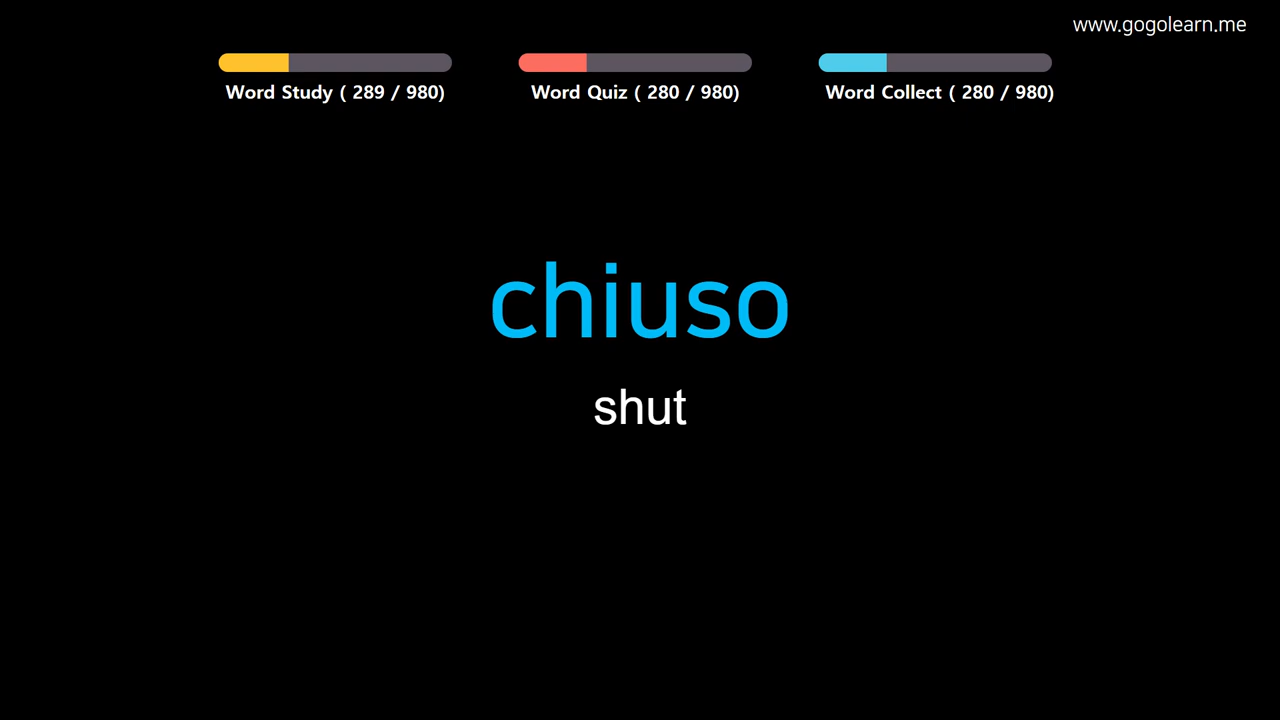 www.gogolearn.me
Word Study ( 289 / 980)
Word Quiz ( 280 / 980)
Word Collect ( 280 / 980)
chiuso
shut